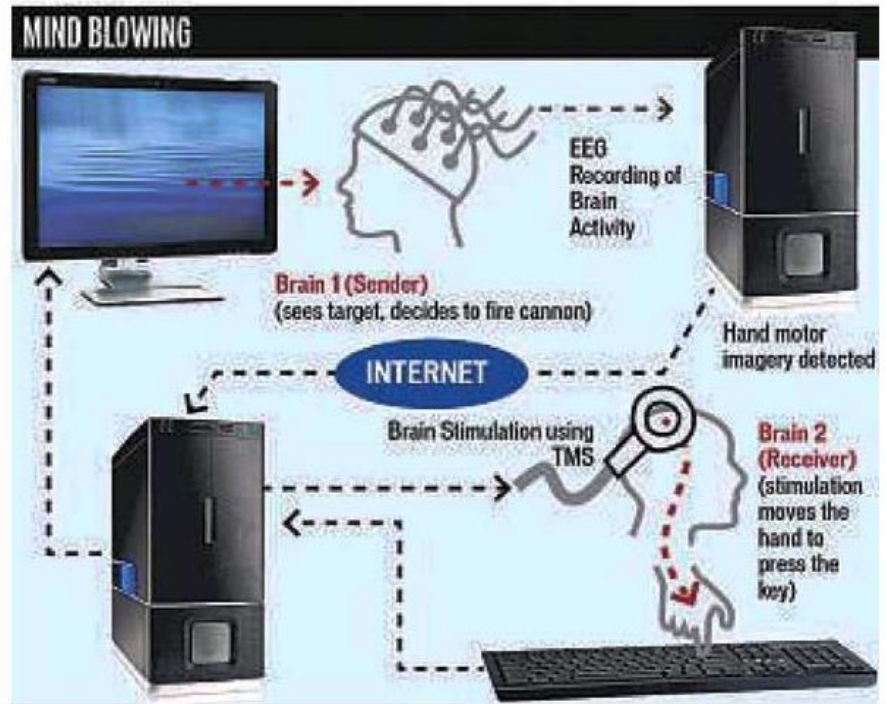 MIND BLOWING
EEG
Recording of
Brain
Activity
Brain 1 (Sender)
(sees target, decides to fire cannon)
Hand motor
imagery detected
INTERNET
Brain Stimulation using
TMS
Brain 2
(Receiver)
(stimulation
moves the
hand to
press the
key)